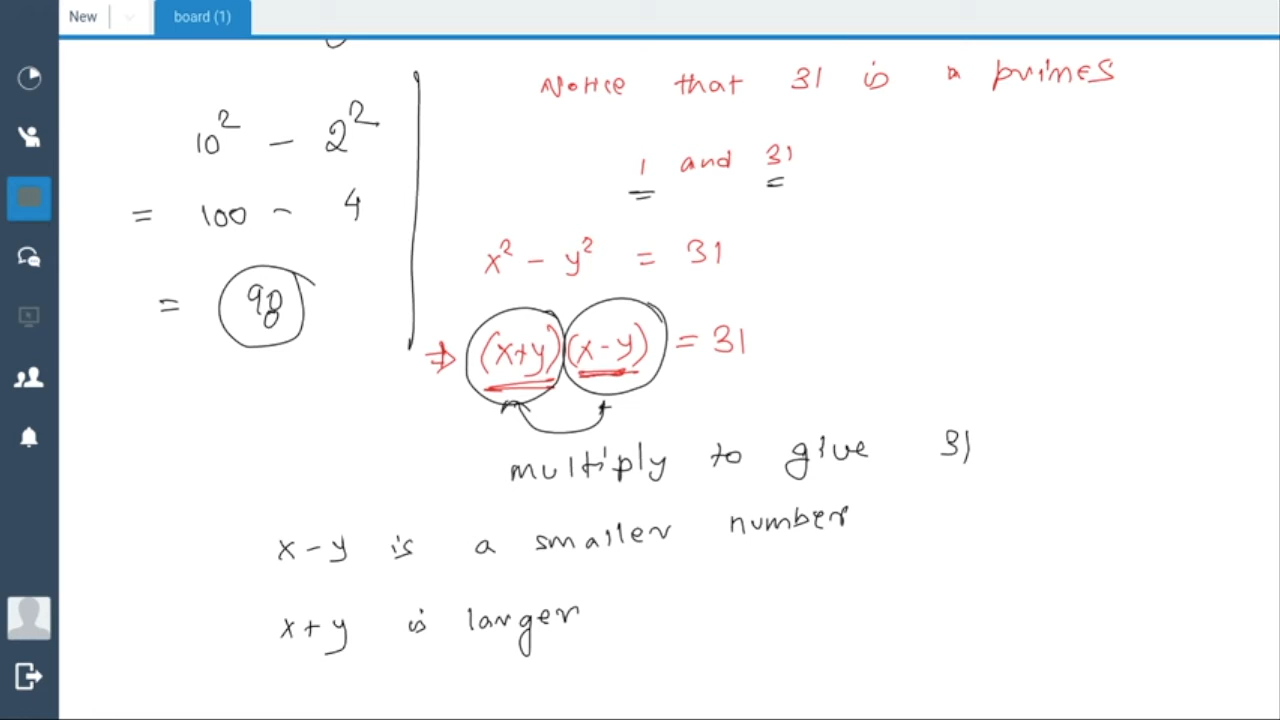 New
board (1)
10² - 2²
= 100 - 4
= 98
Notice that 31 is a primes
1 and 31
x² - y² = 31
⇒ (x+y)(x-y) = 31
multiply to give 31
x-y is a smaller number
x+y is larger